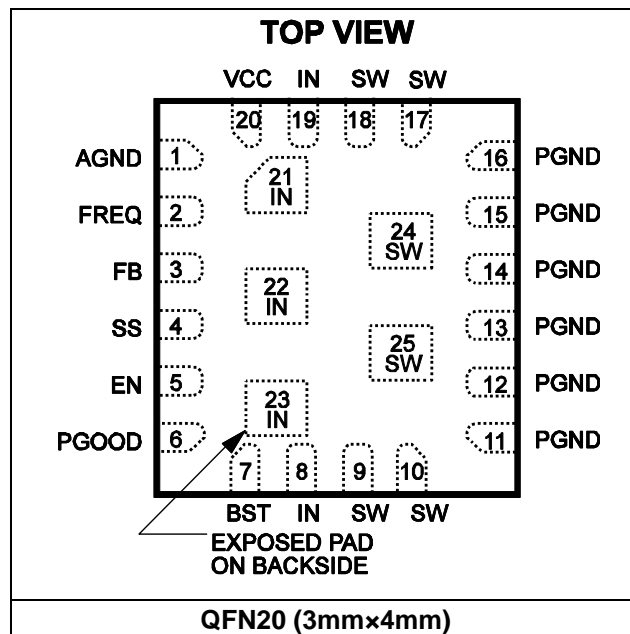 TOP VIEW
VCC IN SW SW
20 19 18 17
AGND 1
FREQ 2
FB 3
SS 4
EN 5
PGOOD 6
21
IN
22
IN
23
IN
24
SW
25
SW
16 PGND
15 PGND
14 PGND
13 PGND
12 PGND
11 PGND
7 8 9 10
BST IN SW SW
EXPOSED PAD
ON BACKSIDE
QFN20 (3mm×4mm)